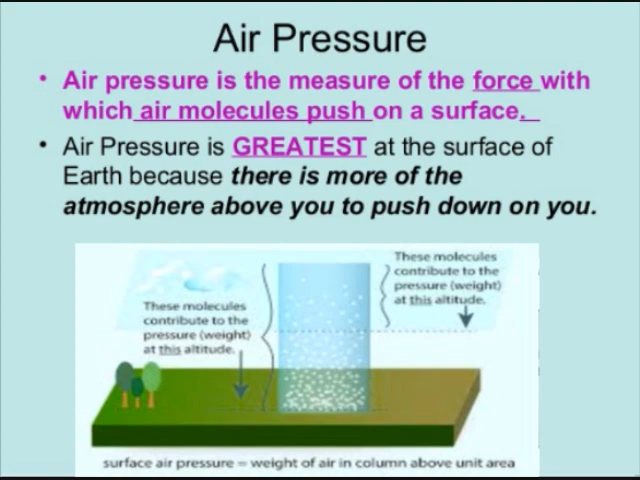 Air Pressure
• Air pressure is the measure of the force with
which air molecules push on a surface.
• Air Pressure is GREATEST at the surface of
Earth because there is more of the
atmosphere above you to push down on you.
These molecules
contribute to the
pressure (weight)
at this altitude.
These molecules
contribute to the
pressure (weight)
at this altitude.
surface air pressure = weight of air in column above unit area